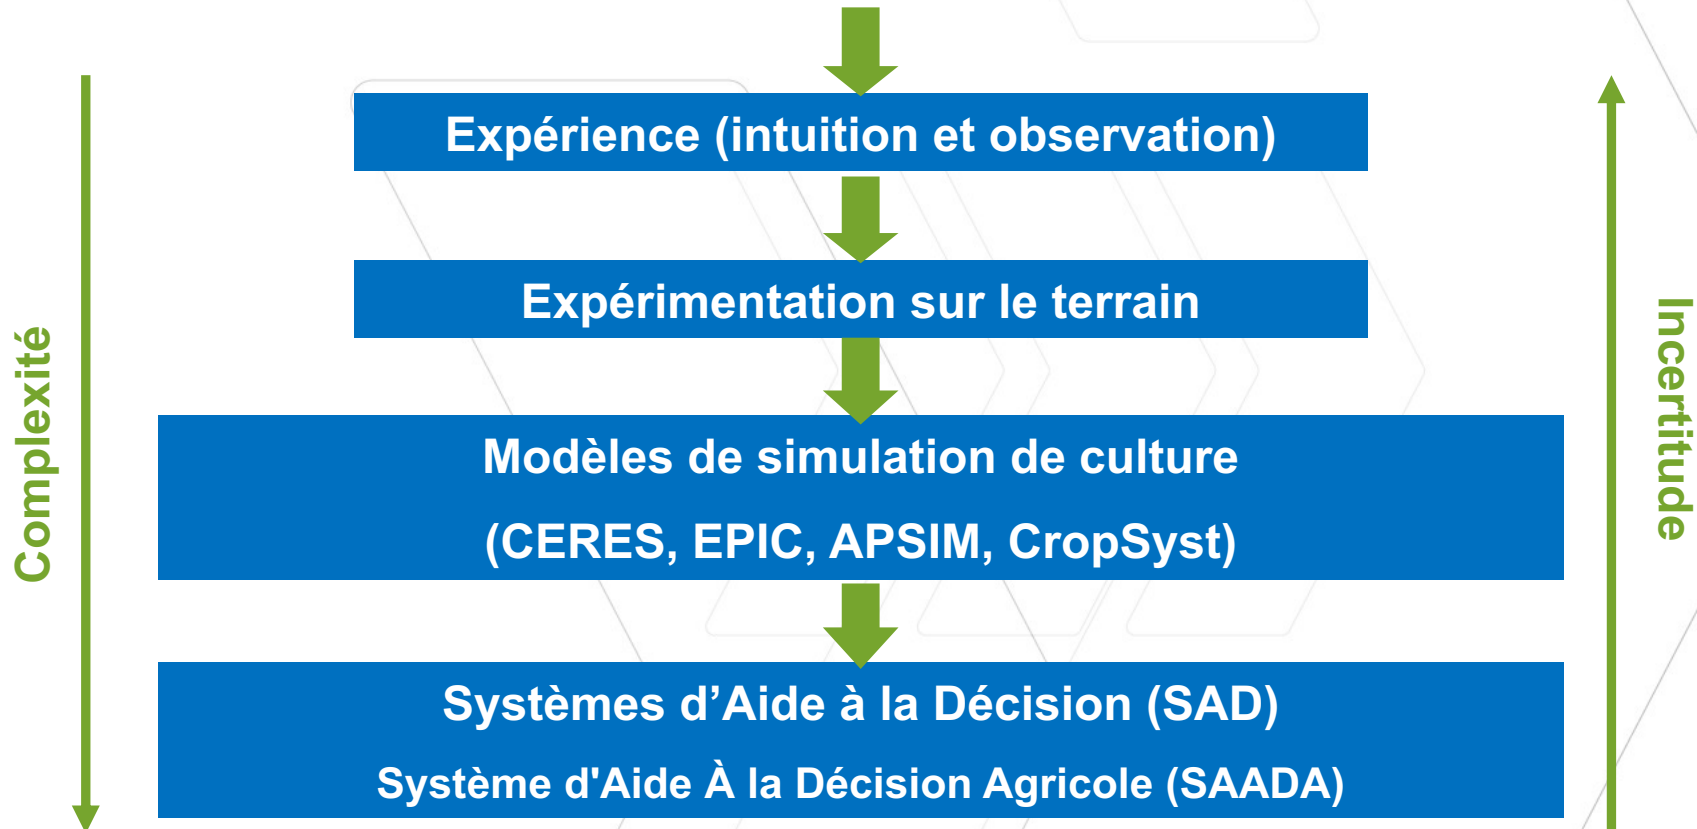 Expérience (intuition et observation)
Expérimentation sur le terrain
Complexité
Incertitude
Modèles de simulation de culture
(CERES, EPIC, APSIM, CropSyst)
Systèmes d’Aide à la Décision (SAD)
Système d'Aide À la Décision Agricole (SAADA)